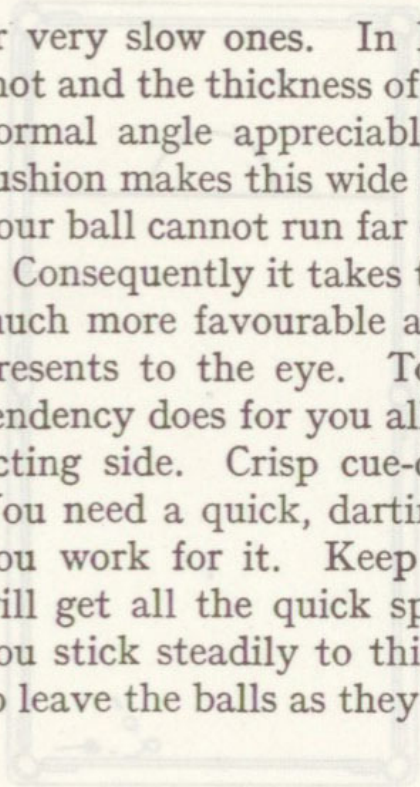 r very slow ones. In
not and the thickness of
ormal angle appreciabl
ushion makes this wide
our ball cannot run far
Consequently it takes t
nuch more favourable a
resents to the eye. To
endency does for you al
cting side. Crisp cue-
ou need a quick, darti
ou work for it. Keep
ill get all the quick sp
ou stick steadily to thi
o leave the balls as they